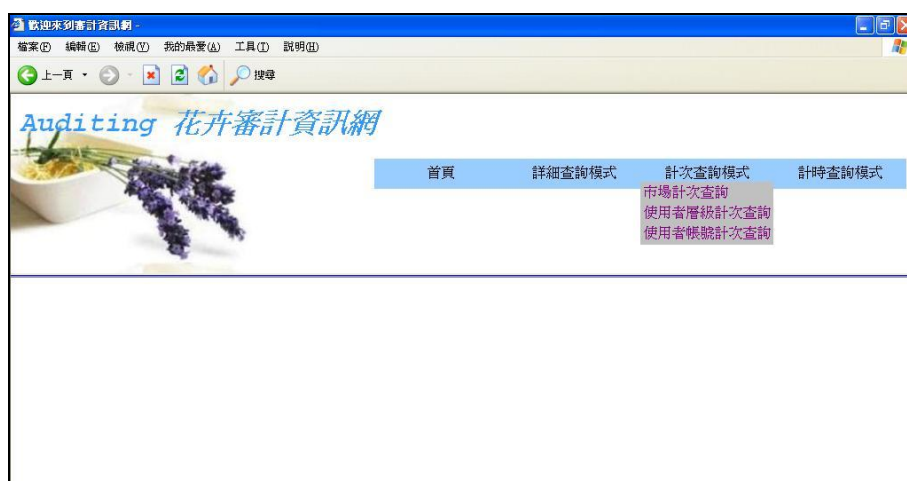 歡迎來到審計資訊網 -
檔案(F) 編輯(E) 檢視(V) 我的最愛(A) 工具(T) 說明(H)
上一頁 搜尋
Auditing 花卉審計資訊網
首頁 詳細查詢模式 計次查詢模式 計時查詢模式
市場計次查詢
使用者層級計次查詢
使用者帳號計次查詢